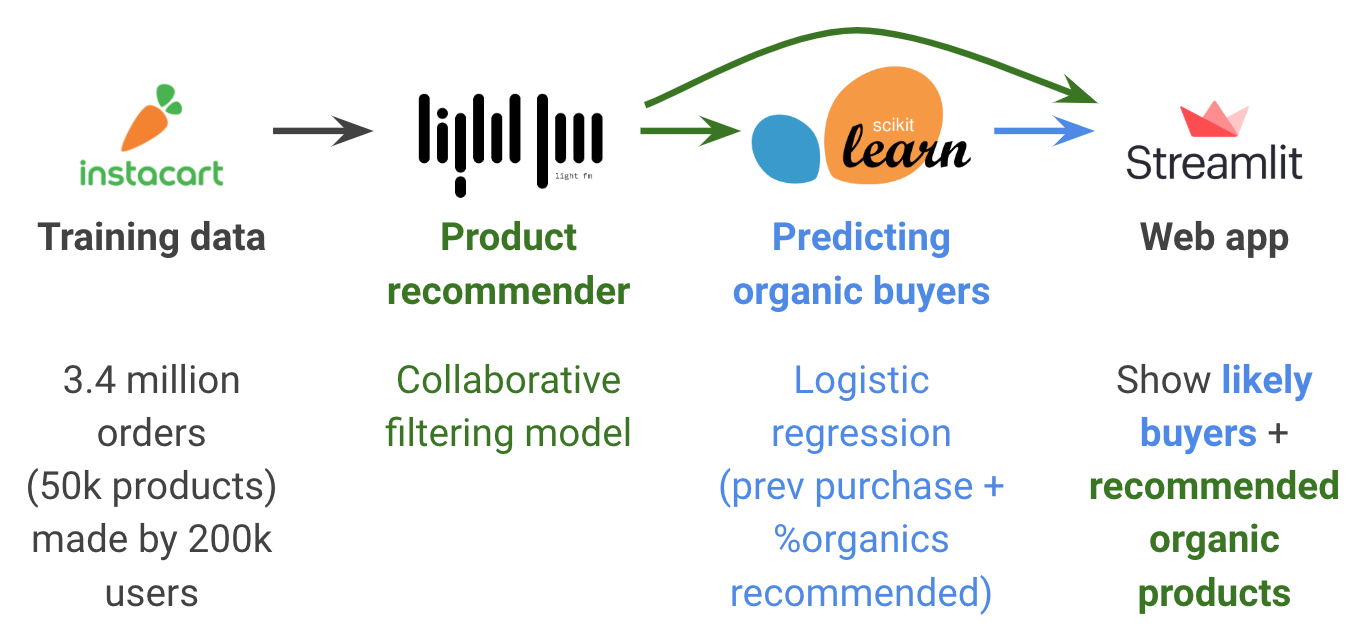 instacart
Training data
3.4 million
orders
(50k products)
made by 200k
users
light fm
light fm
Product
recommender
Collaborative
filtering model
scikit
learn
Predicting
organic buyers
Logistic
regression
(prev purchase +
%organics
recommended)
Streamlit
Web app
Show likely
buyers +
recommended
organic
products